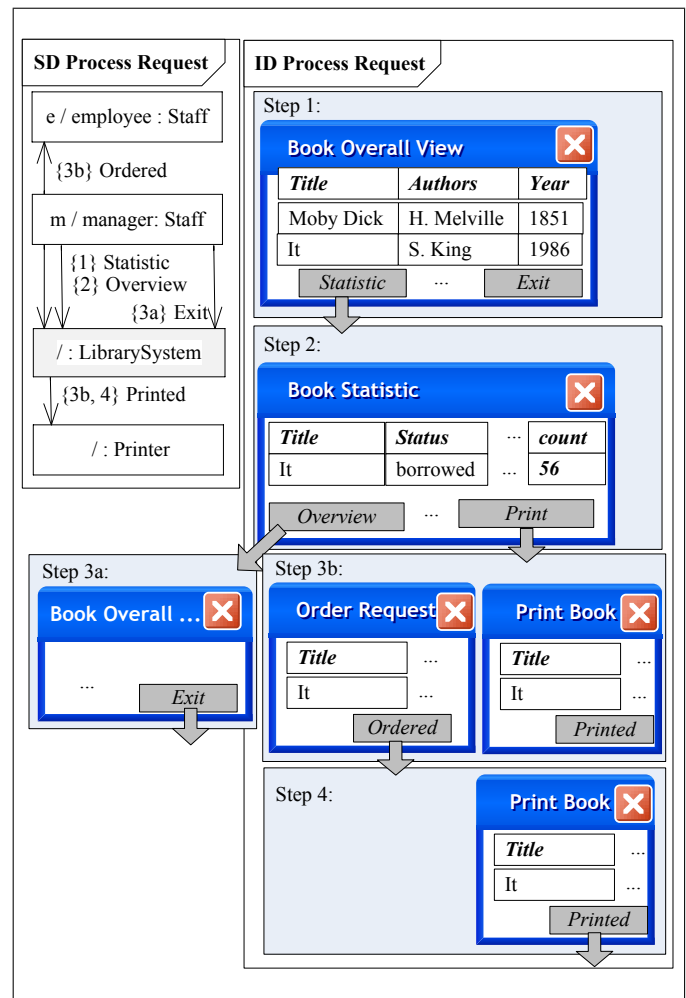 SD Process Request
e / employee : Staff
{3b} Ordered
m / manager: Staff
{1} Statistic
{2} Overview
{3a} Exit
/ : LibrarySystem
{3b, 4} Printed
/ : Printer
ID Process Request
Step 1:
Book Overall View
Title Authors Year
Moby Dick H. Melville 1851
It S. King 1986
Statistic ... Exit
Step 2:
Book Statistic
Title Status ... count
It borrowed ... 56
Overview ... Print
Step 3a:
Book Overall ...
...
Exit
Step 3b:
Order Request
Title ...
It ...
Ordered
Print Book
Title ...
It ...
Printed
Step 4:
Print Book
Title ...
It ...
Printed